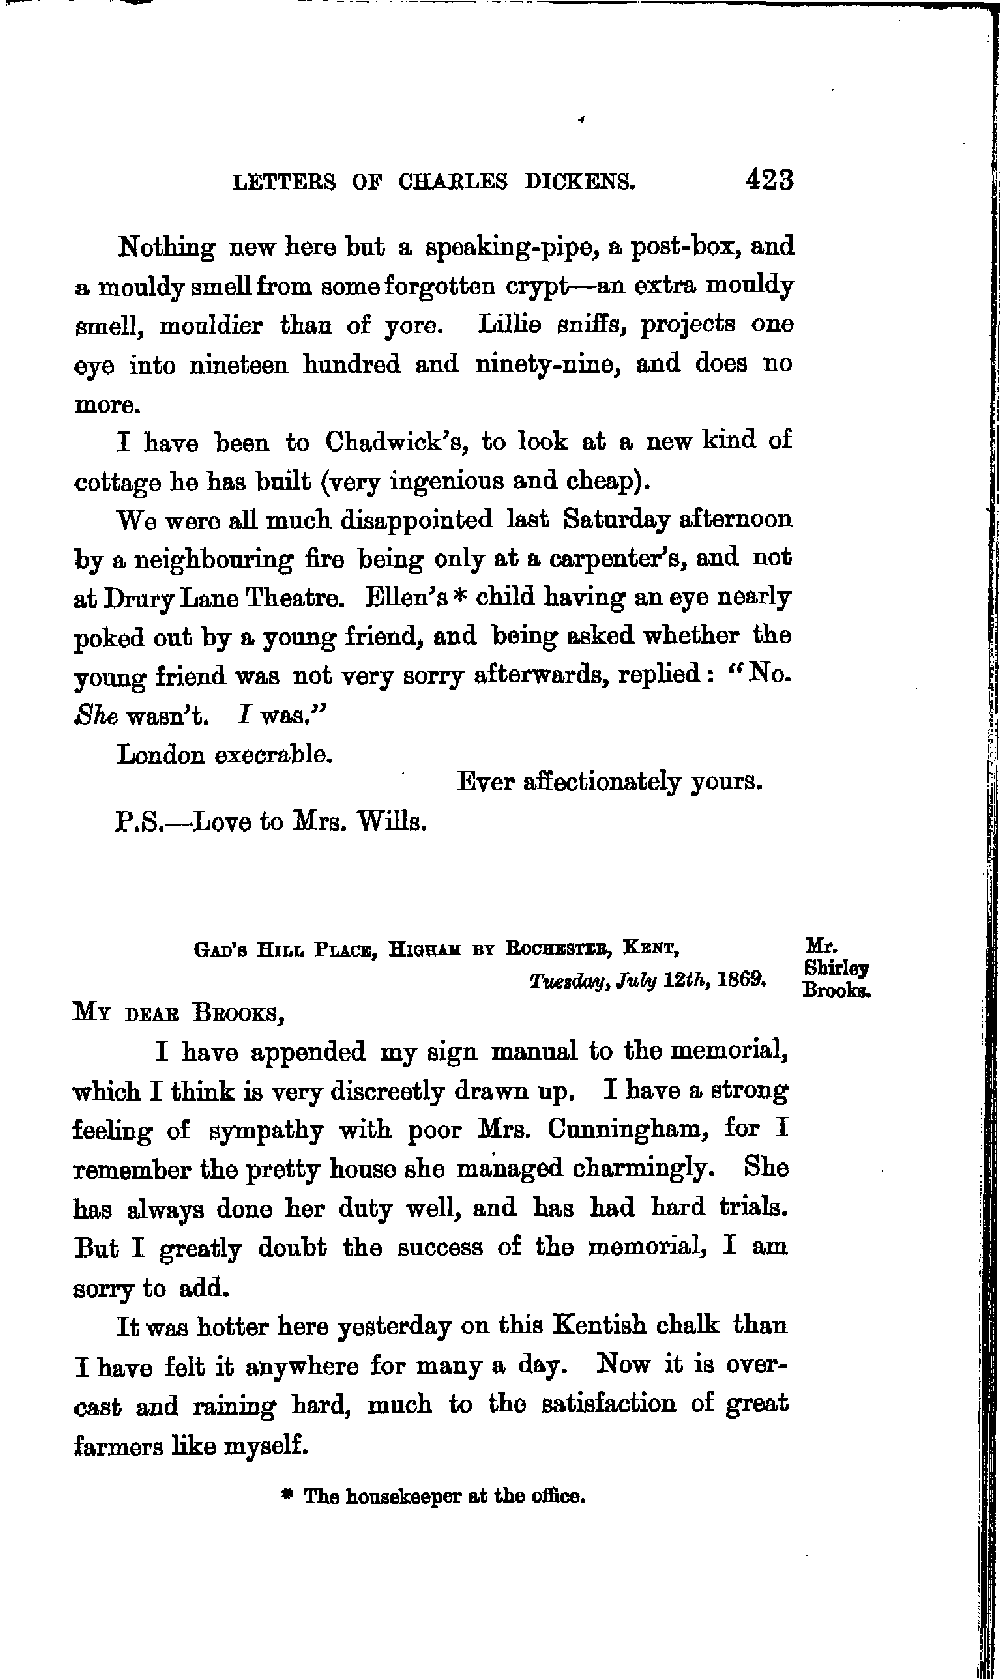 LETTERS OF CHARLES DICKENS. 423
Nothing new here but a speaking-pipe, a post-box, and
a mouldy smell from some forgotten crypt—an extra mouldy
smell, mouldier than of yore. Lillie sniffs, projects one
eye into nineteen hundred and ninety-nine, and does no
more.
I have been to Chadwick's, to look at a new kind of
cottage he has built (very ingenious and cheap).
We were all much disappointed last Saturday afternoon
by a neighbouring fire being only at a carpenter's, and not
at Drury Lane Theatre. Ellen's* child having an eye nearly
poked out by a young friend, and being asked whether the
young friend was not very sorry afterwards, replied: "No.
She wasn't. I was."
London execrable.
Ever affectionately yours.
P.S.—Love to Mrs. Wills.
GAD'S HILL PLACE, HIGHAM BY ROCHESTER, KENT,
Tuesday, July 12th, 1869.
Mr.
Shirley
Brooks.
MY DEAR BROOKS,
I have appended my sign manual to the memorial,
which I think is very discreetly drawn up. I have a strong
feeling of sympathy with poor Mrs. Cunningham, for I
remember the pretty house she managed charmingly. She
has always done her duty well, and has had hard trials.
But I greatly doubt the success of the memorial, I am
sorry to add.
It was hotter here yesterday on this Kentish chalk than
I have felt it anywhere for many a day. Now it is over-
cast and raining hard, much to the satisfaction of great
farmers like myself.
* The housekeeper at the office.